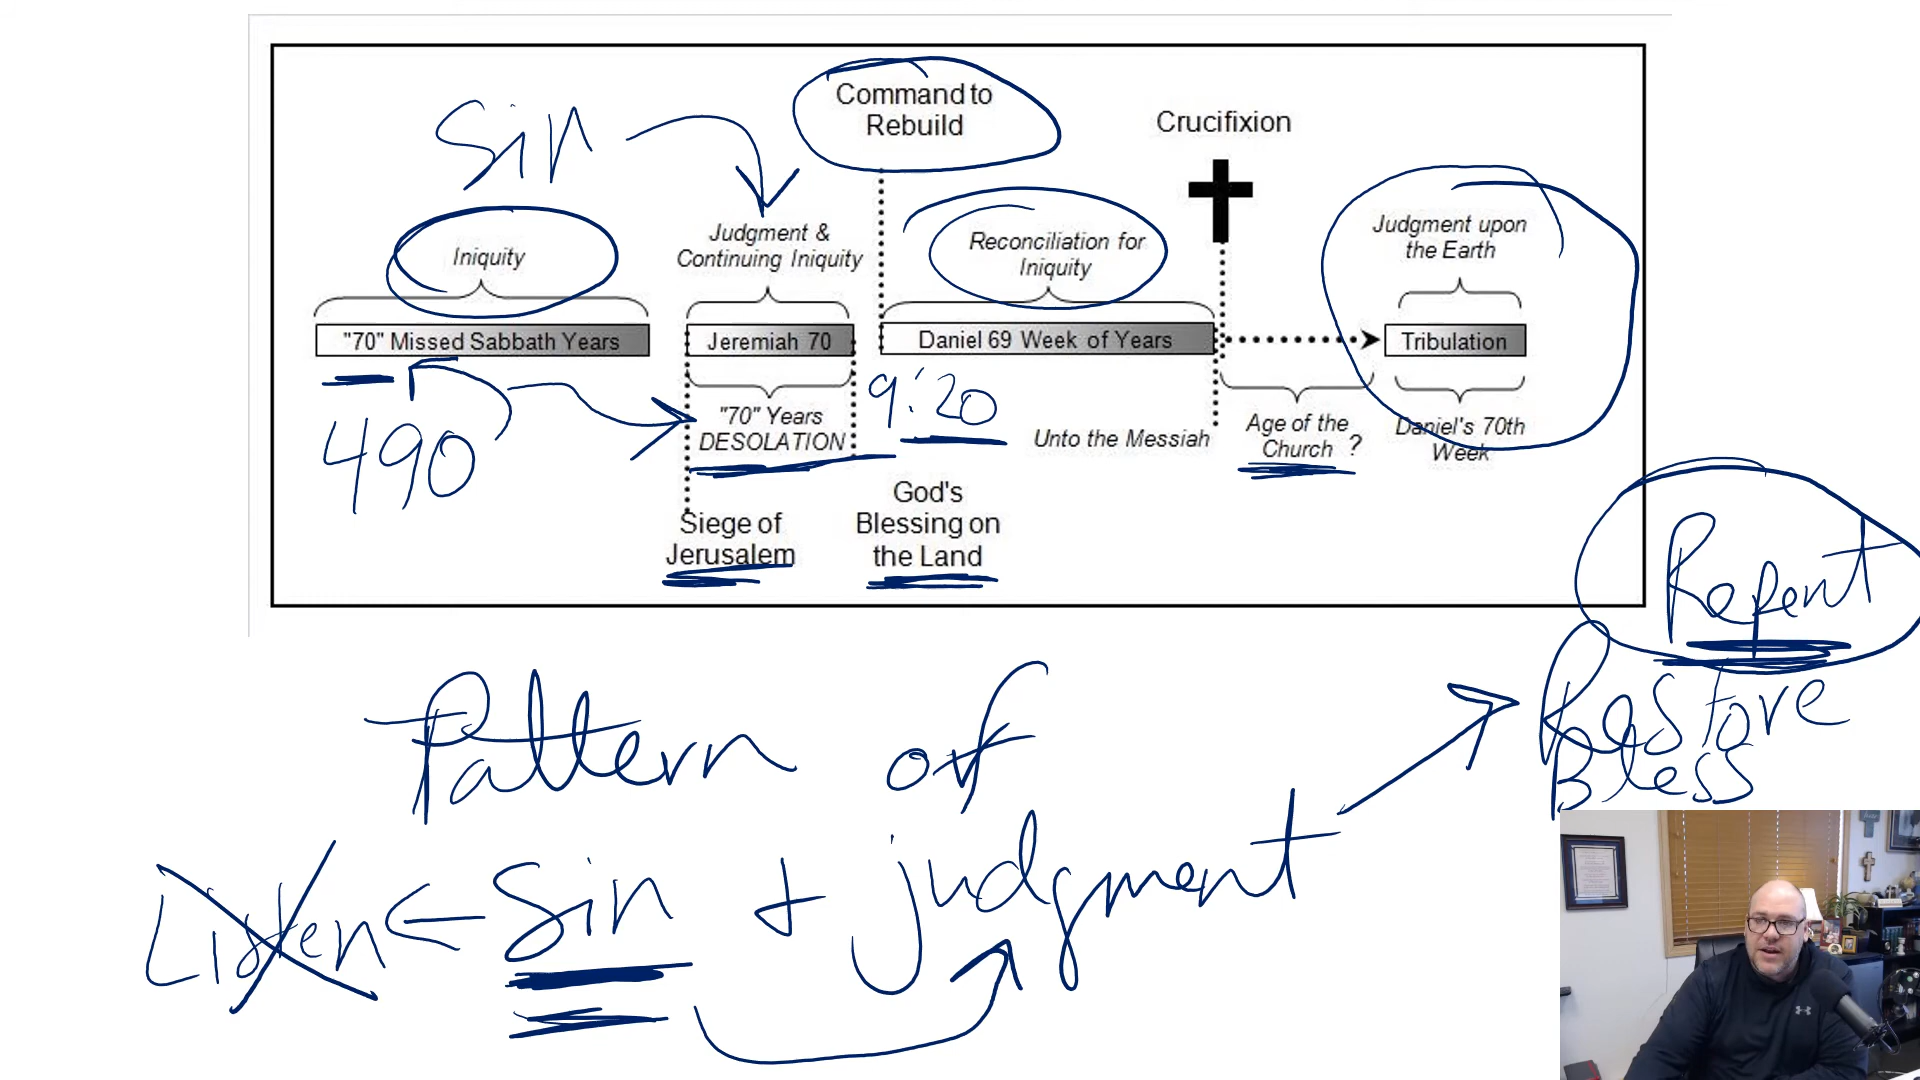 Command to
Rebuild
Crucifixion
Sin
Iniquity
Judgment &
Continuing Iniquity
Reconciliation for
Iniquity
Judgment upon
the Earth
"70" Missed Sabbath Years
Jeremiah 70
Daniel 69 Week of Years
Tribulation
490
"70" Years
DESOLATION
9:20
Unto the Messiah
Age of the
Church ?
Daniel's 70th
Week
Siege of
Jerusalem
God's
Blessing on
the Land
Repent
Restore
Bless
Pattern of
Listen Sin + judgment